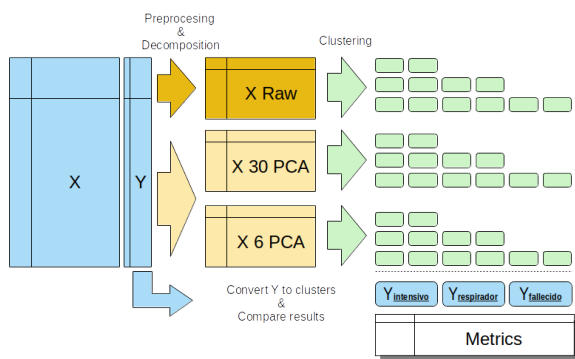 Preprocesing
&
Decomposition
Clustering
X
Y
X Raw
X 30 PCA
X 6 PCA
Convert Y to clusters
&
Compare results
Yintensivo
Yrespirador
Yfallecido
Metrics